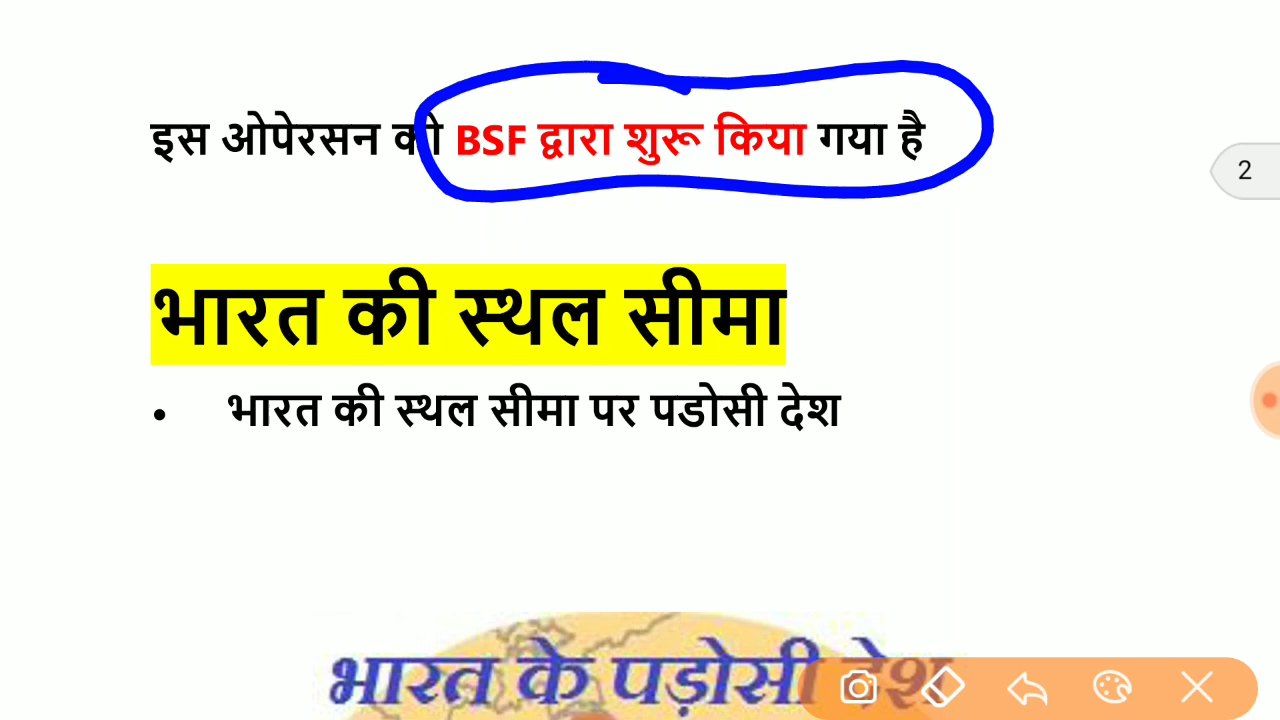 इस ओपेरसन को BSF द्वारा शुरू किया गया है
2
भारत की स्थल सीमा
• भारत की स्थल सीमा पर पडोसी देश
भारत के पड़ोसी देश